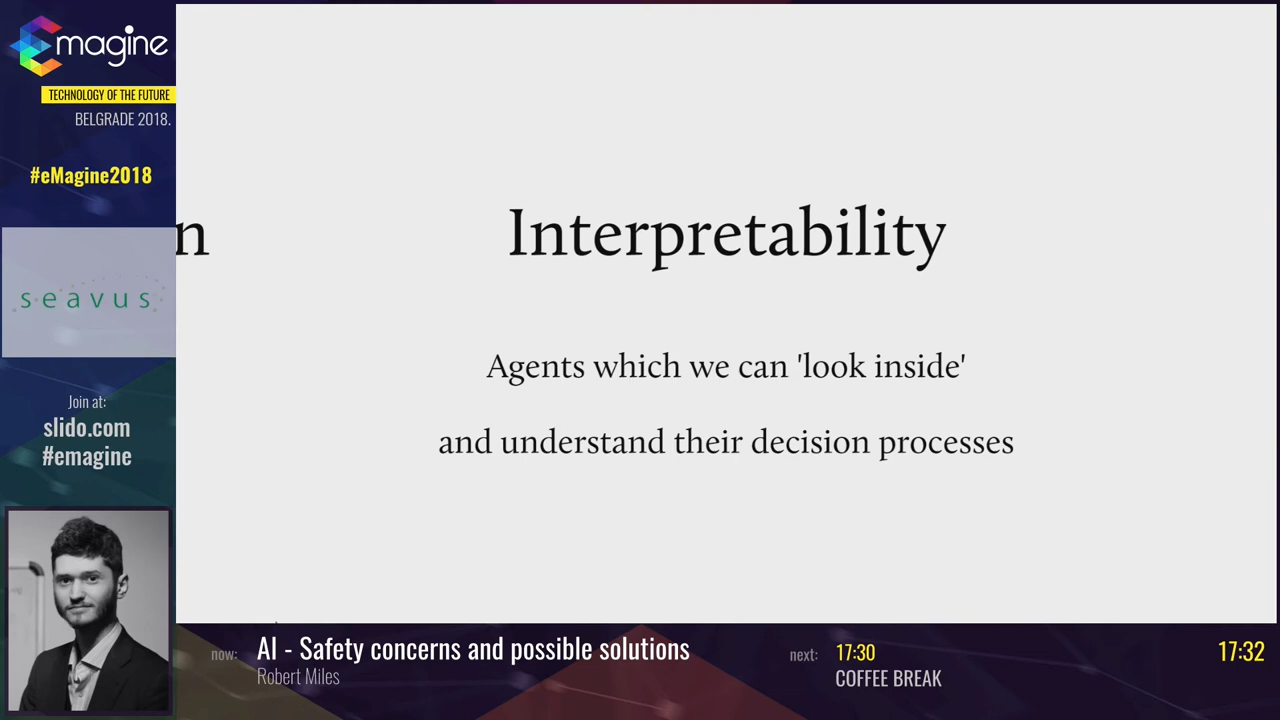 emagine
TECHNOLOGY OF THE FUTURE
BELGRADE 2018.
#eMagine2018
n
Interpretability
seavus
Agents which we can 'look inside'
and understand their decision processes
Join at:
slido.com
#emagine
now:
AI - Safety concerns and possible solutions
Robert Miles
next:
17:30
COFFEE BREAK
17:32